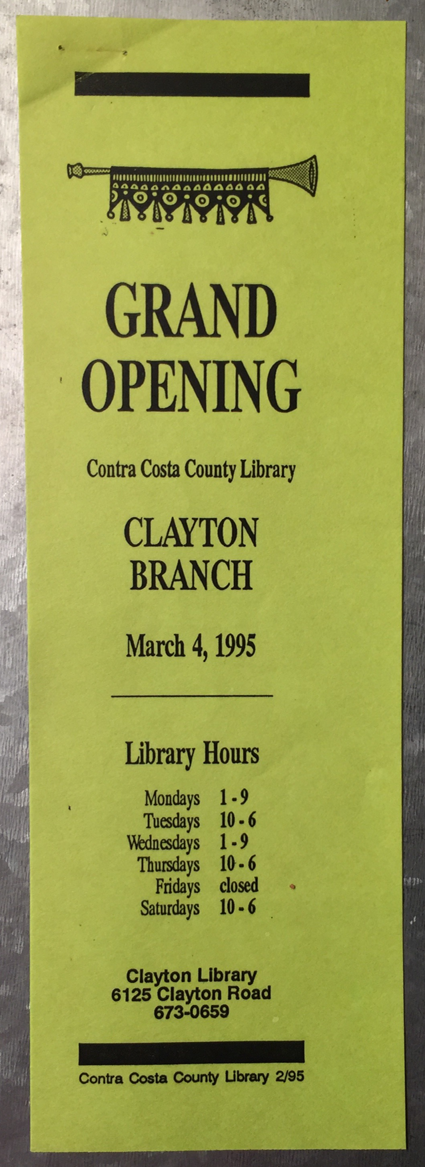 GRAND
OPENING
Contra Costa County Library
CLAYTON
BRANCH
March 4, 1995
Library Hours
Mondays 1 - 9
Tuesdays 10 - 6
Wednesdays 1 - 9
Thursdays 10 - 6
Fridays closed
Saturdays 10 - 6
Clayton Library
6125 Clayton Road
673-0659
Contra Costa County Library 2/95